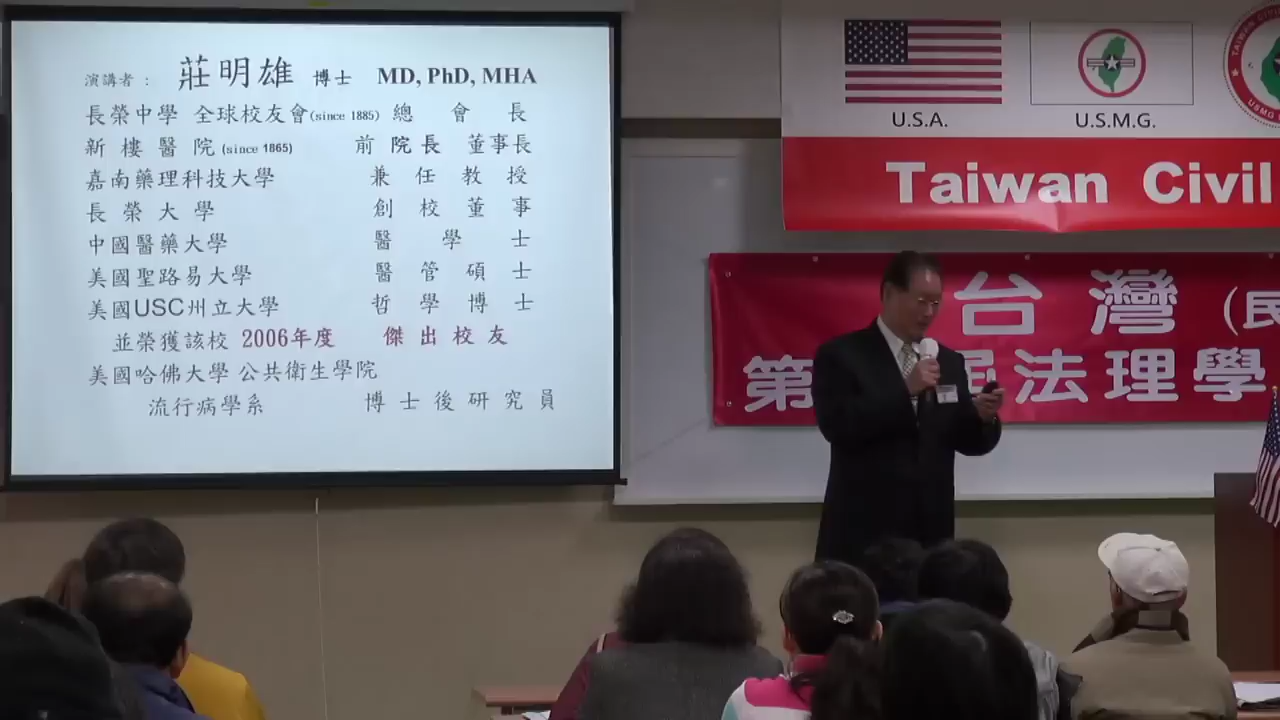 演講者： 莊明雄 博士 MD, PhD, MHA
長榮中學 全球校友會(since 1885) 總會長
新樓醫院(since 1865) 前院長 董事長
嘉南藥理科技大學 兼任教授
長榮大學 創校董事
中國醫藥大學 醫學士
美國聖路易大學 醫管碩士
美國USC州立大學 哲學博士
並榮獲該校 2006年度 傑出校友
美國哈佛大學 公共衛生學院
流行病學系 博士後研究員
U.S.A.
U.S.M.G.
TAIWAN CIVIL
USMG
Taiwan Civil
台灣（民
第 屆法理學